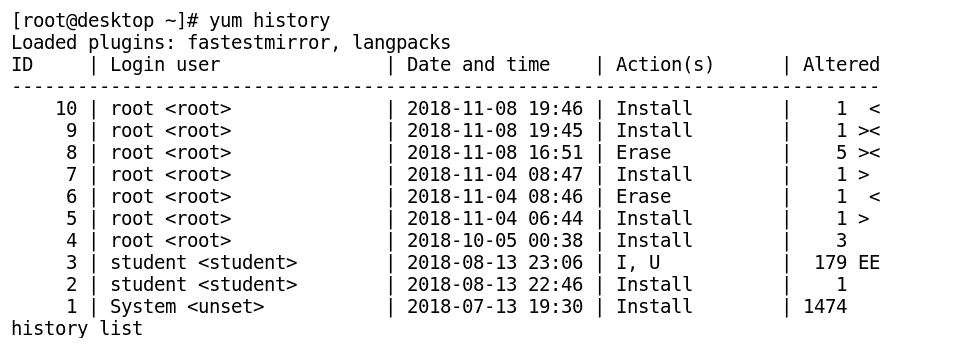 [root@desktop ~]# yum history
Loaded plugins: fastestmirror, langpacks
ID     | Login user               | Date and time    | Action(s)      | Altered
-------------------------------------------------------------------------------
    10 | root <root>              | 2018-11-08 19:46 | Install        |    1  <
     9 | root <root>              | 2018-11-08 19:45 | Install        |    1 ><
     8 | root <root>              | 2018-11-08 16:51 | Erase          |    5 ><
     7 | root <root>              | 2018-11-04 08:47 | Install        |    1 >
     6 | root <root>              | 2018-11-04 08:46 | Erase          |    1  <
     5 | root <root>              | 2018-11-04 06:44 | Install        |    1 >
     4 | root <root>              | 2018-10-05 00:38 | Install        |    3
     3 | student <student>        | 2018-08-13 23:06 | I, U           |  179 EE
     2 | student <student>        | 2018-08-13 22:46 | Install        |    1
     1 | System <unset>           | 2018-07-13 19:30 | Install        | 1474
history list